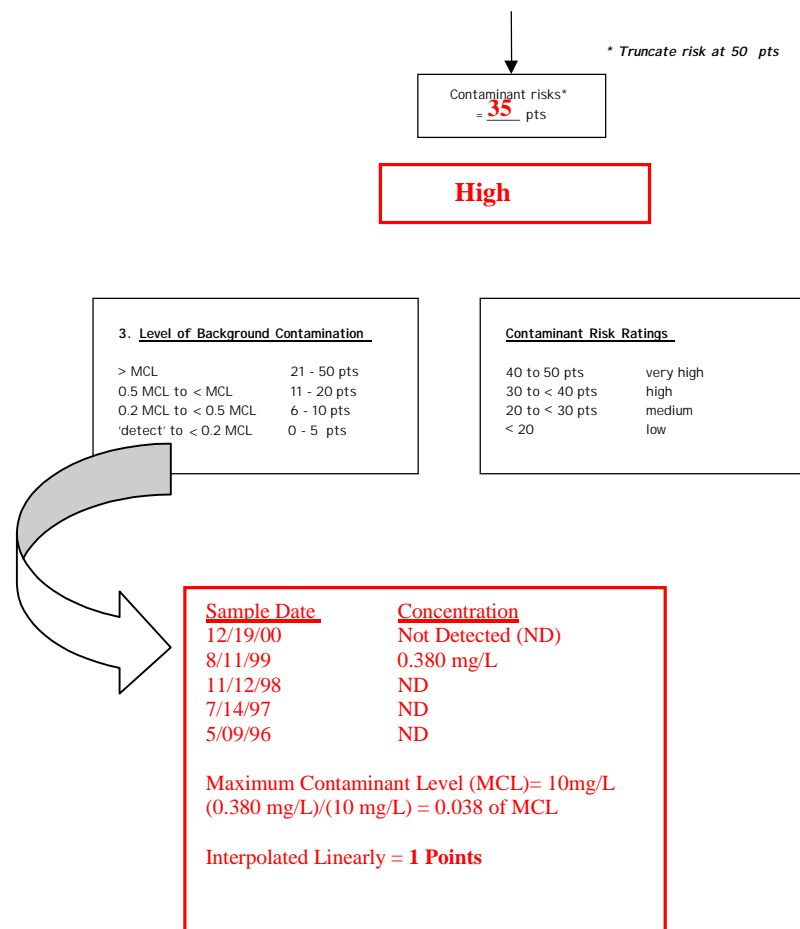 * Truncate risk at 50 pts
Contaminant risks*
= 35 pts
High
3. Level of Background Contamination
> MCL 21 - 50 pts
0.5 MCL to < MCL 11 - 20 pts
0.2 MCL to < 0.5 MCL 6 - 10 pts
'detect' to < 0.2 MCL 0 - 5 pts
Contaminant Risk Ratings
40 to 50 pts very high
30 to < 40 pts high
20 to < 30 pts medium
< 20 low
Sample Date Concentration
12/19/00 Not Detected (ND)
8/11/99 0.380 mg/L
11/12/98 ND
7/14/97 ND
5/09/96 ND
Maximum Contaminant Level (MCL)= 10mg/L
(0.380 mg/L)/(10 mg/L) = 0.038 of MCL
Interpolated Linearly = 1 Points